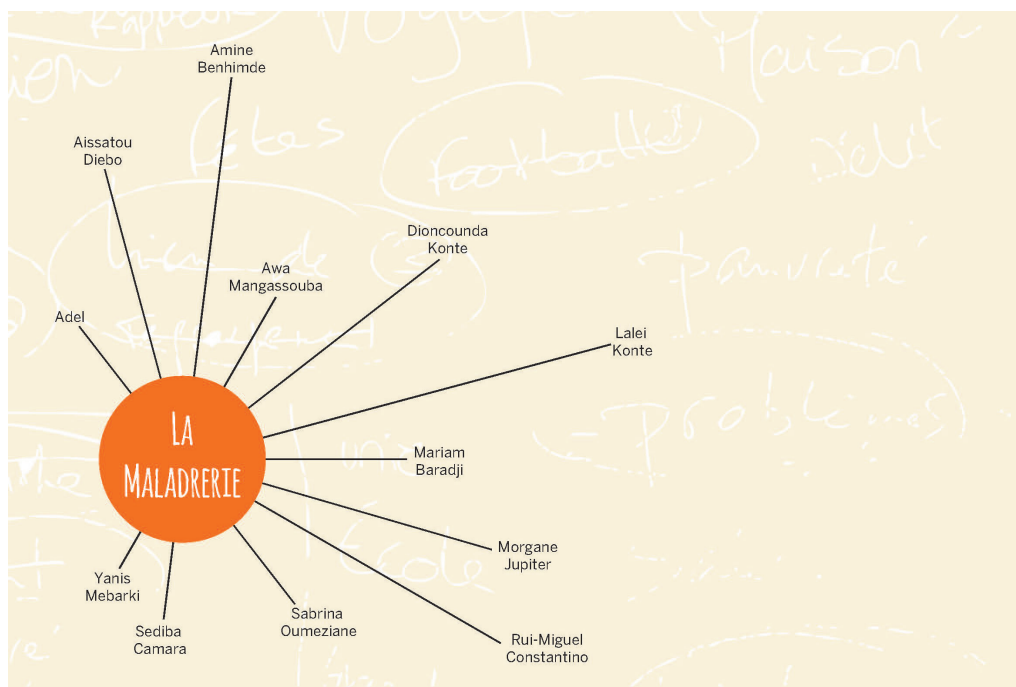 Maison
Amine
Benhimde
Fêtes
Football
Délit
Aissatou
Diebo
Dioncounda
Konte
pauvreté
Awa
Mangassouba
Adel
Lalei
Konte
problèmes
La
Maladrerie
Mariam
Baradji
Morgane
Jupiter
École
Yanis
Mebarki
Sabrina
Oumeziane
Sediba
Camara
Rui-Miguel
Constantino